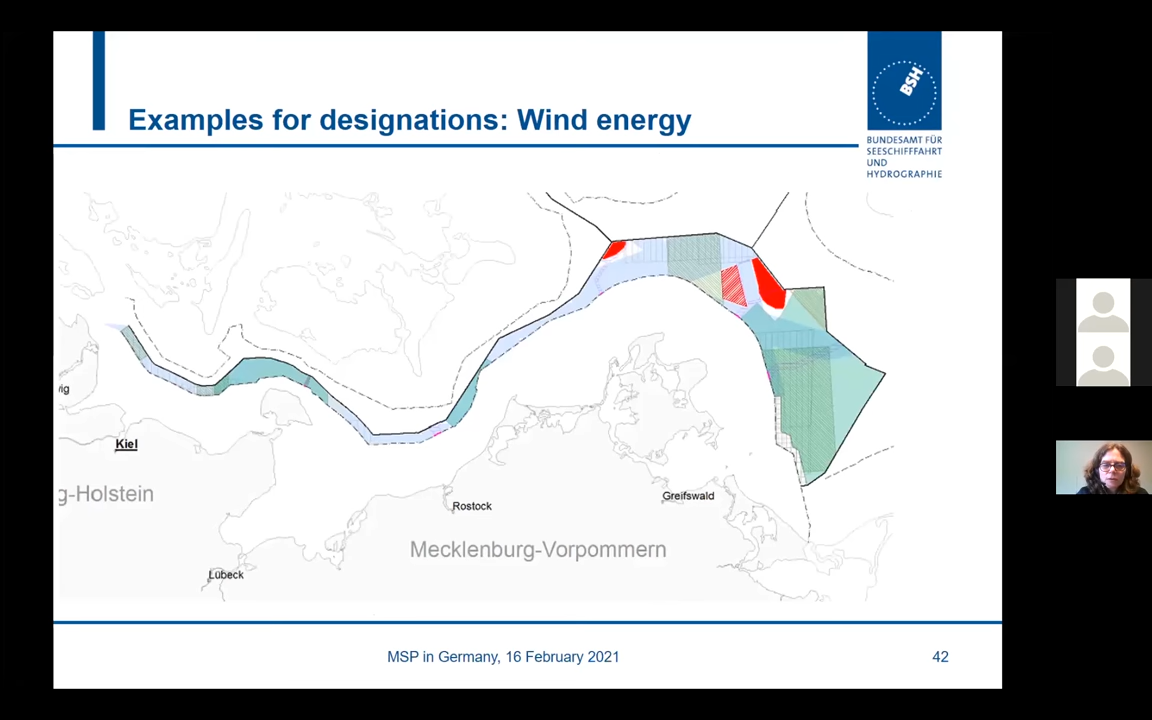 Examples for designations: Wind energy
BSH
BUNDESAMT FÜR
SEESCHIFFFAHRT
UND
HYDROGRAPHIE
ig
Kiel
g-Holstein
Lübeck
Rostock
Greifswald
Mecklenburg-Vorpommern
MSP in Germany, 16 February 2021
42